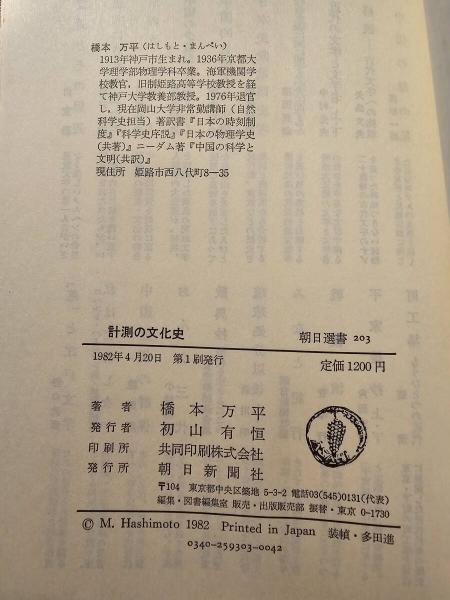 橋本 万平（はしもと・まんぺい）
1913年神戸市生まれ。1936年京都大
学理学部物理学科卒業。海軍機関学
校教官，旧制姫路高等学校教授を経
て神戸大学教養部教授。1976年退官
し，現在岡山大学非常勤講師（自然
科学史担当）著訳書『日本の時刻制
度』『科学史序説』『日本の物理学史
（共著）』ニーダム著『中国の科学と
文明（共訳）』
現住所 姫路市西八代町8−35
計測の文化史 朝日選書 203
1982年4月20日 第1刷発行 定価1200円
著者 橋本万平
発行者 初山有恒
印刷所 共同印刷株式会社
発行所 朝日新聞社
〒104 東京都中央区築地 5-3-2 電話03(545)0131(代表)
編集・図書編集室 販売・出版販売部 振替・東京 0-1730
© M. Hashimoto 1982 Printed in Japan 装幀・多田進
0340-259303-0042